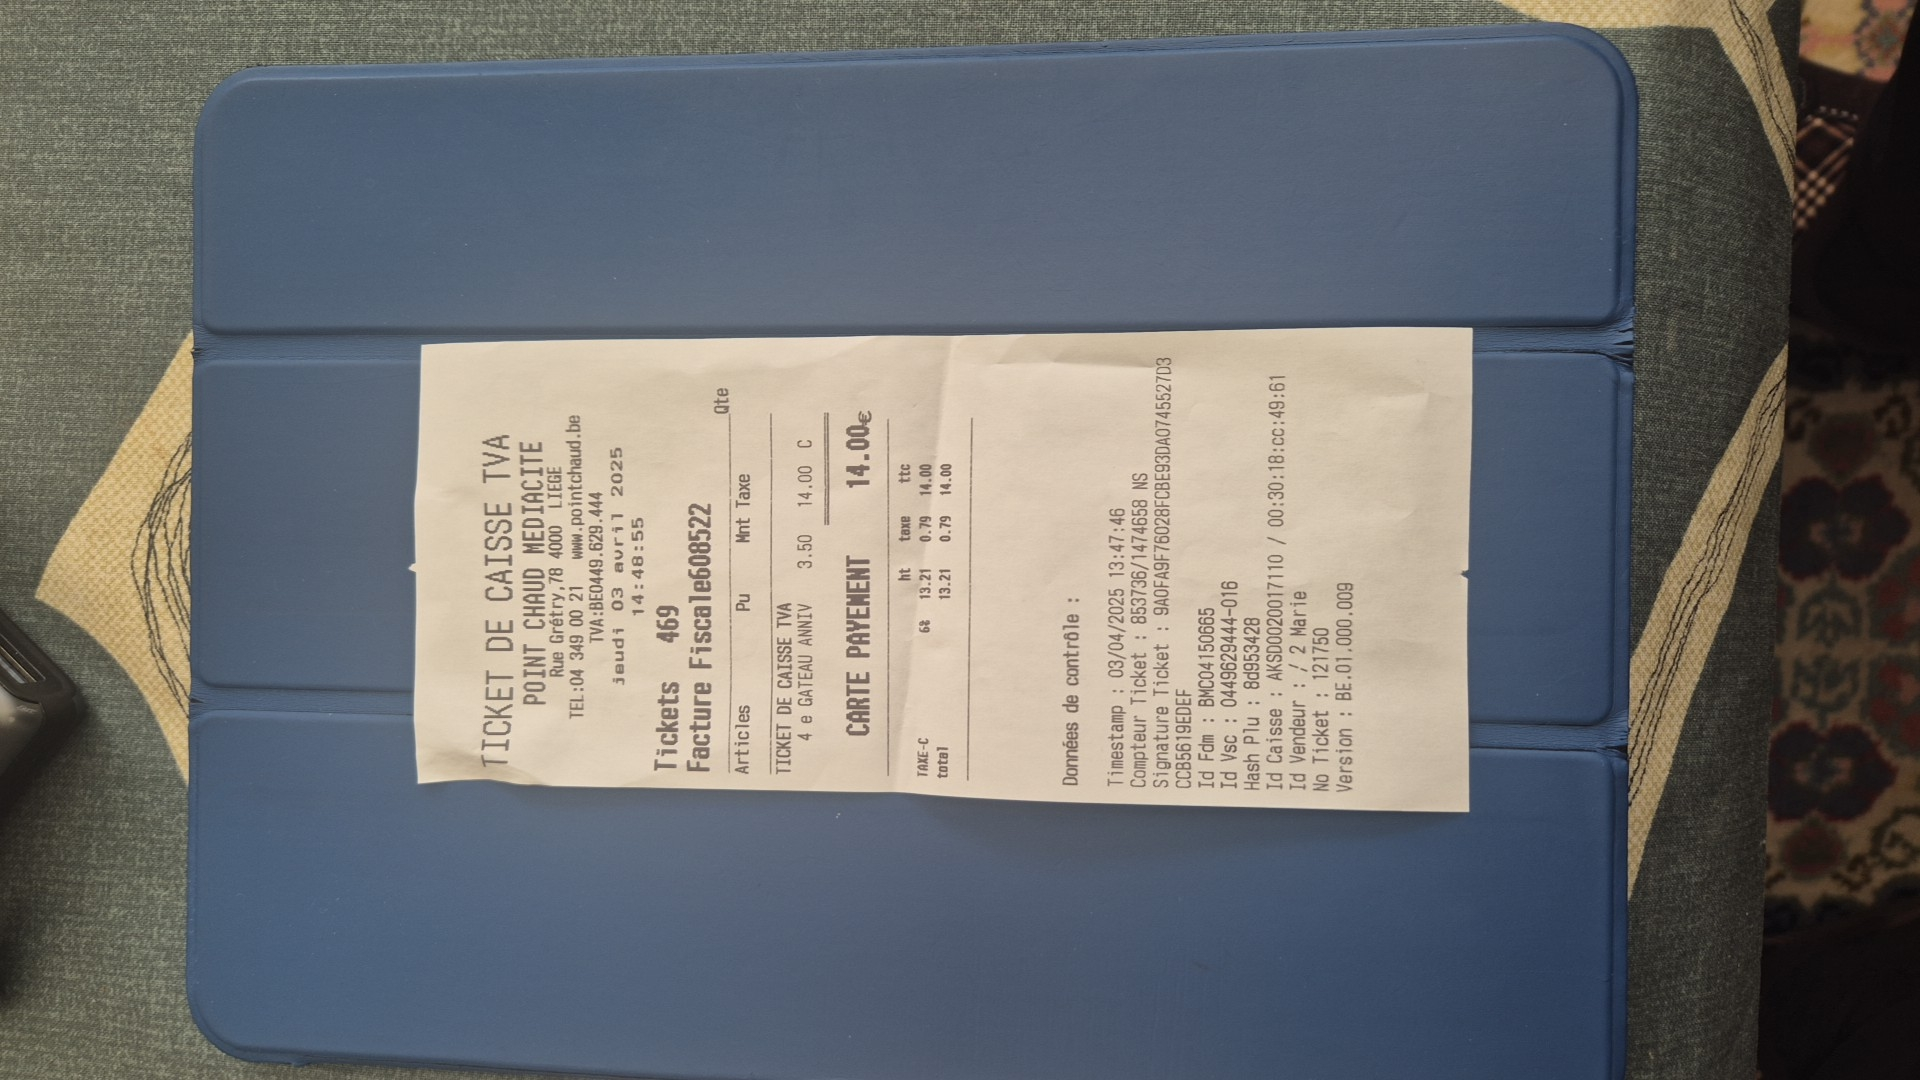 TICKET DE CAISSE TVA
POINT CHAUD MEDIACITE
Rue Grétry,78 4000 LIEGE
TEL:04 349 00 21 www.pointchaud.be
TVA:BE0449.629.444
jeudi 03 avril 2025
14:48:55
Tickets 469
Facture Fiscale608522
Articles Pu Mnt Taxe Qte
TICKET DE CAISSE TVA
4 e GATEAU ANNIV 3.50 14.00 C
CARTE PAYEMENT 14.00€
ht taxe ttc
TAXE-C 6% 13.21 0.79 14.00
total 13.21 0.79 14.00
Données de contrôle :
Timestamp : 03/04/2025 13:47:46
Compteur Ticket : 853736/1474658 NS
Signature Ticket : 9A0FA9F76D28FCBE93DA0745527D3
CCB5619EDEF
Id Fdm : BMC04150665
Id Vsc : 0449629444-016
Hash Plu : 8d953428
Id Caisse : AKSD00200017110 / 00:30:18:cc:49:61
Id Vendeur : / 2 Marie
No Ticket : 121750
Version : BE.01.000.009